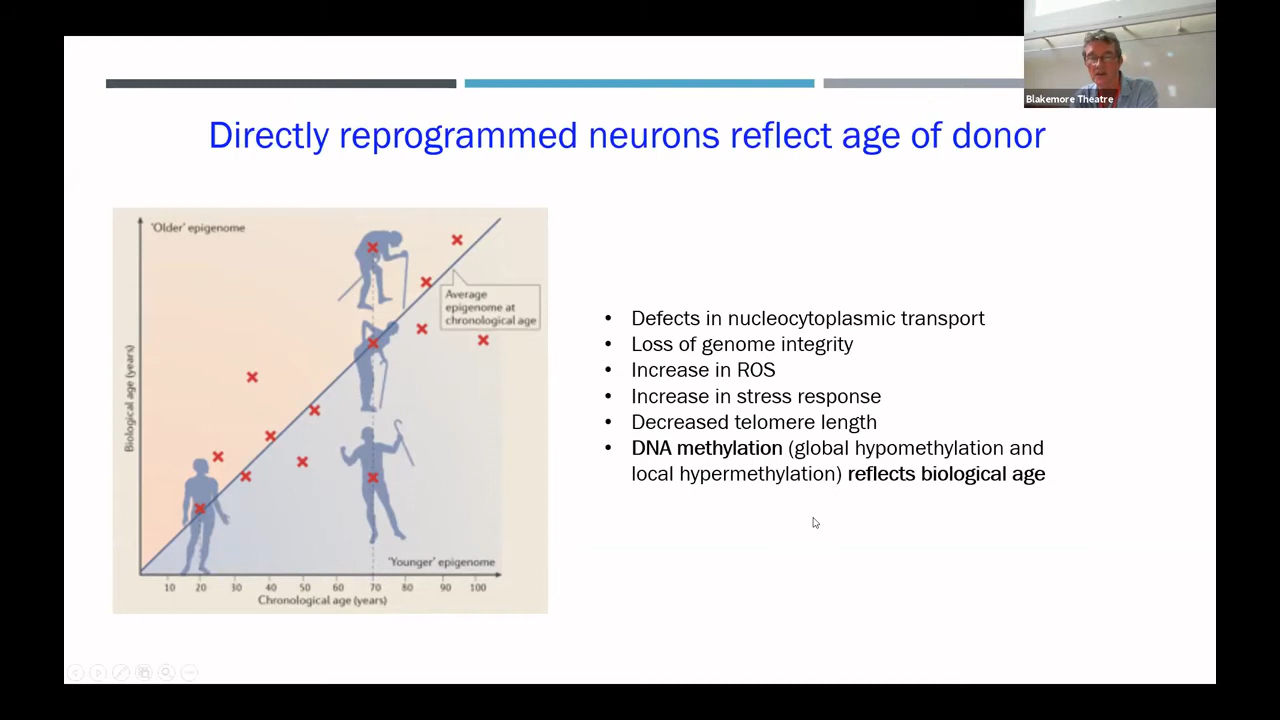 Blakemore Theatre
Directly reprogrammed neurons reflect age of donor
'Older' epigenome
Average
epigenome at
chronological age
Biological age (years)
'Younger' epigenome
10 20 30 40 50 60 70 80 90 100
Chronological age (years)
• Defects in nucleocytoplasmic transport
• Loss of genome integrity
• Increase in ROS
• Increase in stress response
• Decreased telomere length
• DNA methylation (global hypomethylation and
local hypermethylation) reflects biological age